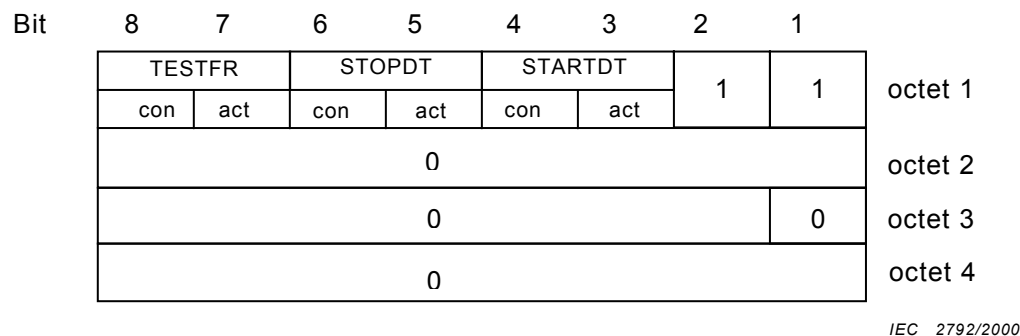 Bit 8 7 6 5 4 3 2 1
TESTFR STOPDT STARTDT 1 1 octet 1
con act con act con act
0 octet 2
0 0 octet 3
0 octet 4
IEC 2792/2000